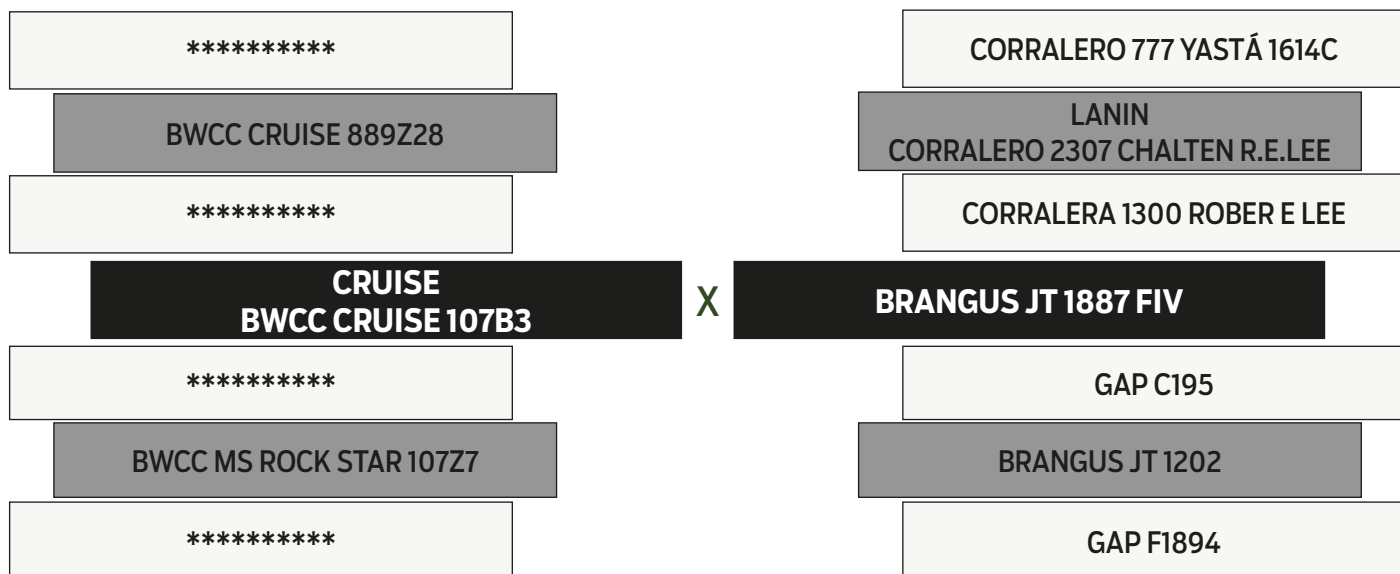 **********
BWCC CRUISE 889Z28
**********
CRUISE
BWCC CRUISE 107B3
**********
BWCC MS ROCK STAR 107Z7
**********
X
CORRALERO 777 YASTÁ 1614C
LANIN
CORRALERO 2307 CHALTEN R.E.LEE
CORRALERA 1300 ROBER E LEE
BRANGUS JT 1887 FIV
GAP C195
BRANGUS JT 1202
GAP F1894